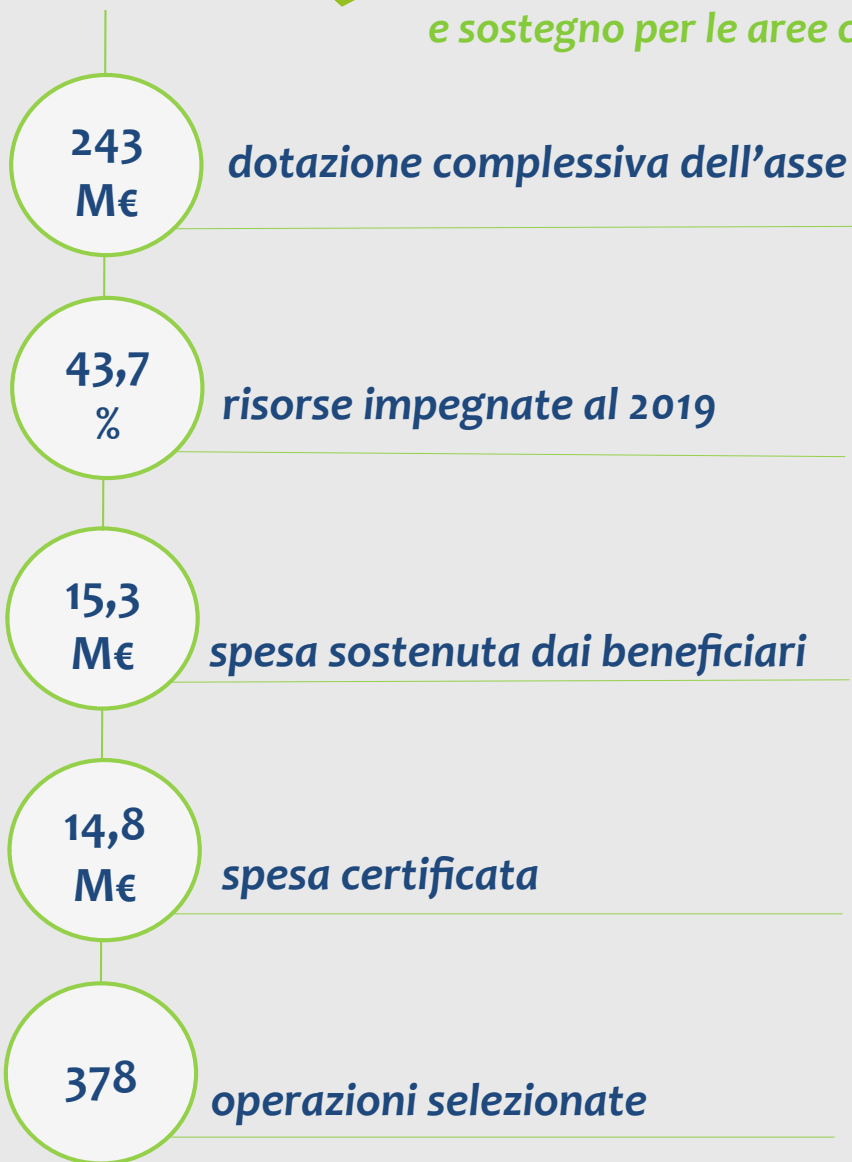 e sostegno per le aree c
243
M€
dotazione complessiva dell’asse
43,7
%
risorse impegnate al 2019
15,3
M€
spesa sostenuta dai beneficiari
14,8
M€
spesa certificata
378
operazioni selezionate